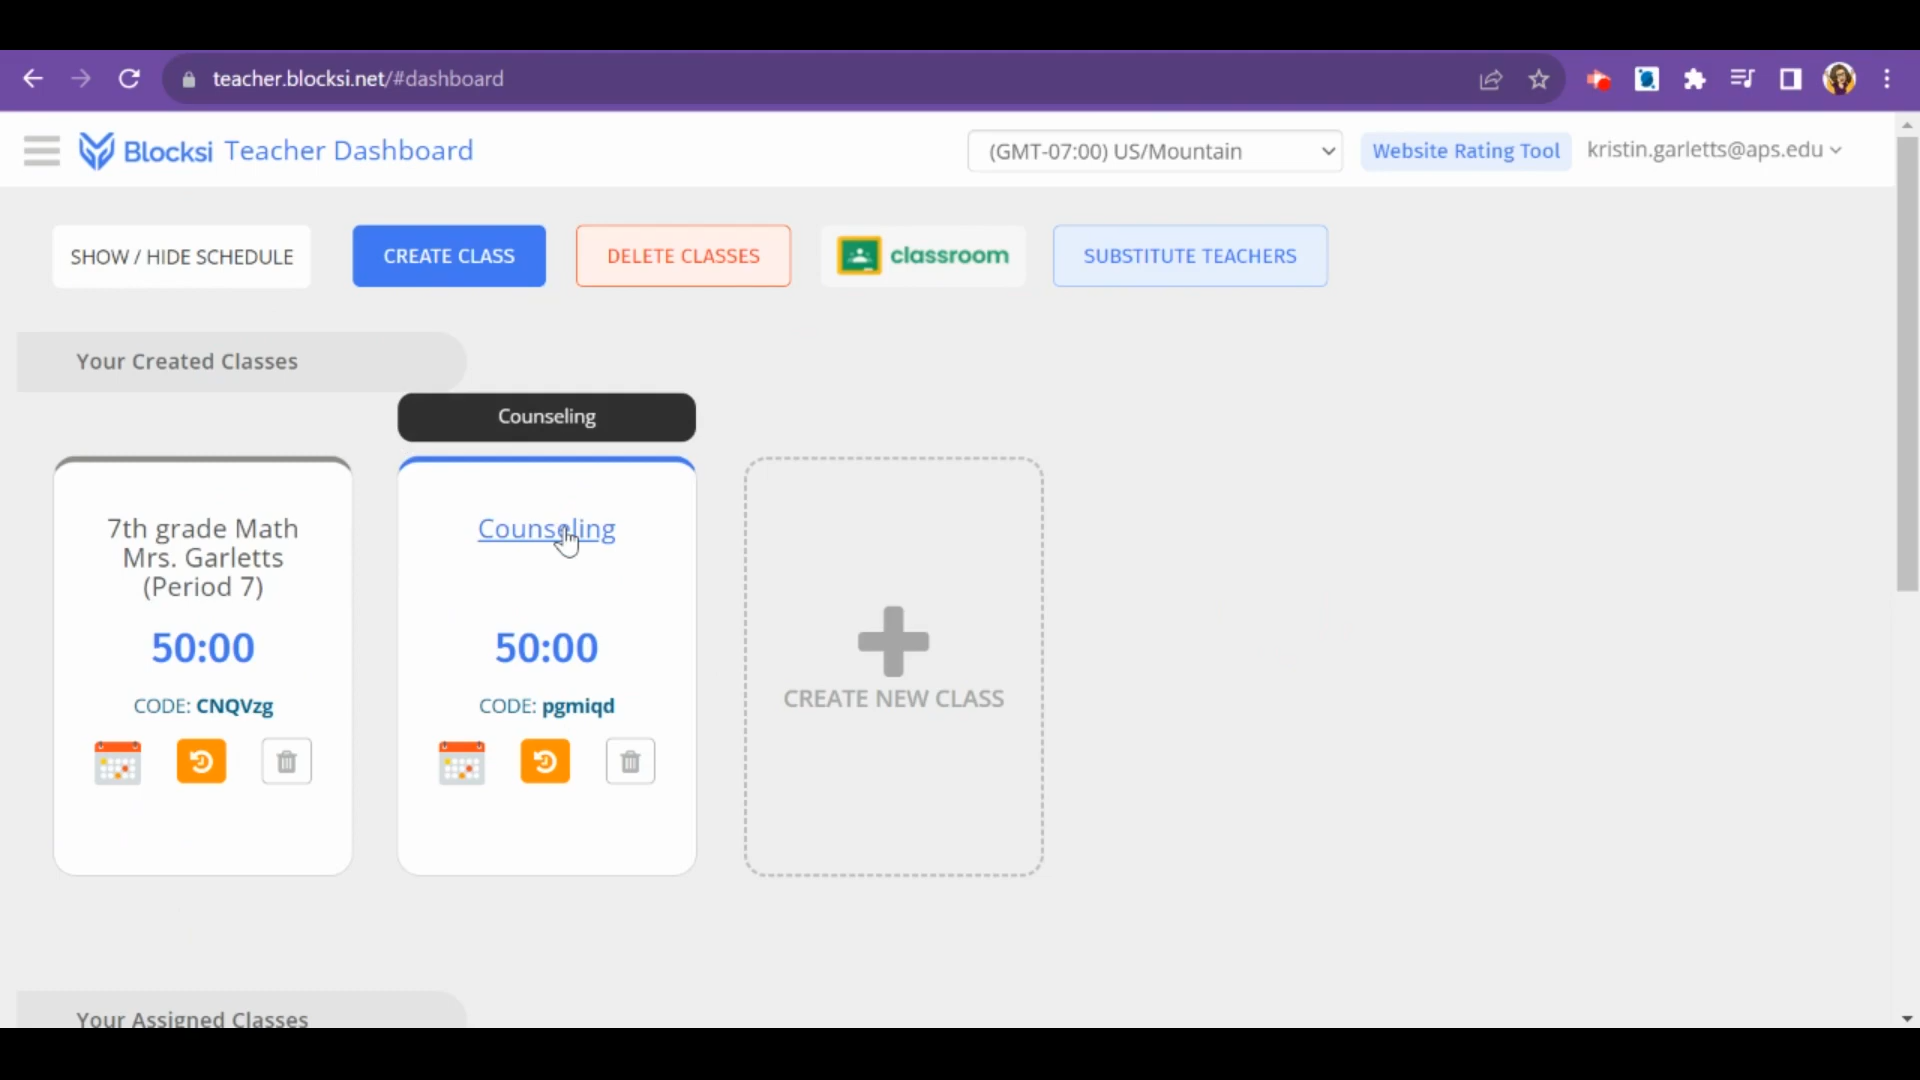 teacher.blocksi.net/#dashboard
Blocksi Teacher Dashboard
(GMT-07:00) US/Mountain
Website Rating Tool
kristin.garletts@aps.edu
SHOW / HIDE SCHEDULE
CREATE CLASS
DELETE CLASSES
classroom
SUBSTITUTE TEACHERS
Your Created Classes
Counseling
7th grade Math
Mrs. Garletts
(Period 7)
50:00
CODE: CNQVzg
Counseling
50:00
CODE: pgmiqd
CREATE NEW CLASS
Your Assigned Classes